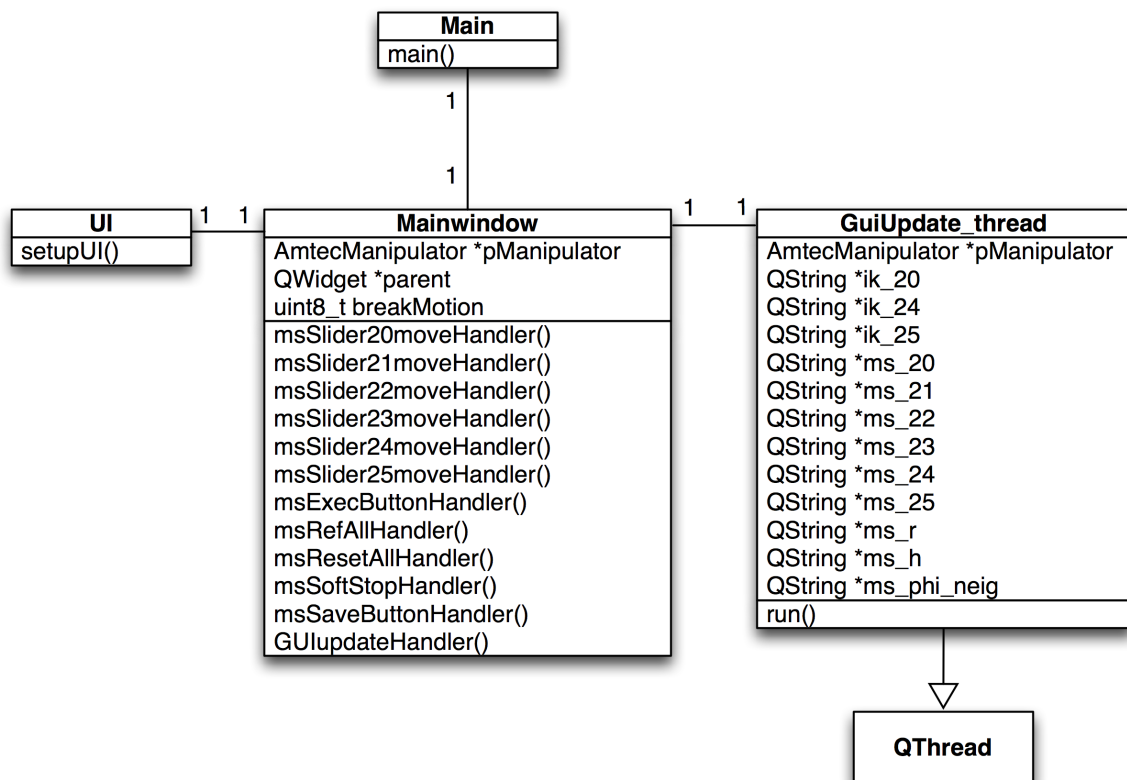 Main
main()
1
1
UI
setupUI()
1 1
Mainwindow
AmtecManipulator *pManipulator
QWidget *parent
uint8_t breakMotion
msSlider20moveHandler()
msSlider21moveHandler()
msSlider22moveHandler()
msSlider23moveHandler()
msSlider24moveHandler()
msSlider25moveHandler()
msExecButtonHandler()
msRefAllHandler()
msResetAllHandler()
msSoftStopHandler()
msSaveButtonHandler()
GUIupdateHandler()
1 1
GuiUpdate_thread
AmtecManipulator *pManipulator
QString *ik_20
QString *ik_24
QString *ik_25
QString *ms_20
QString *ms_21
QString *ms_22
QString *ms_23
QString *ms_24
QString *ms_25
QString *ms_r
QString *ms_h
QString *ms_phi_neig
run()
QThread